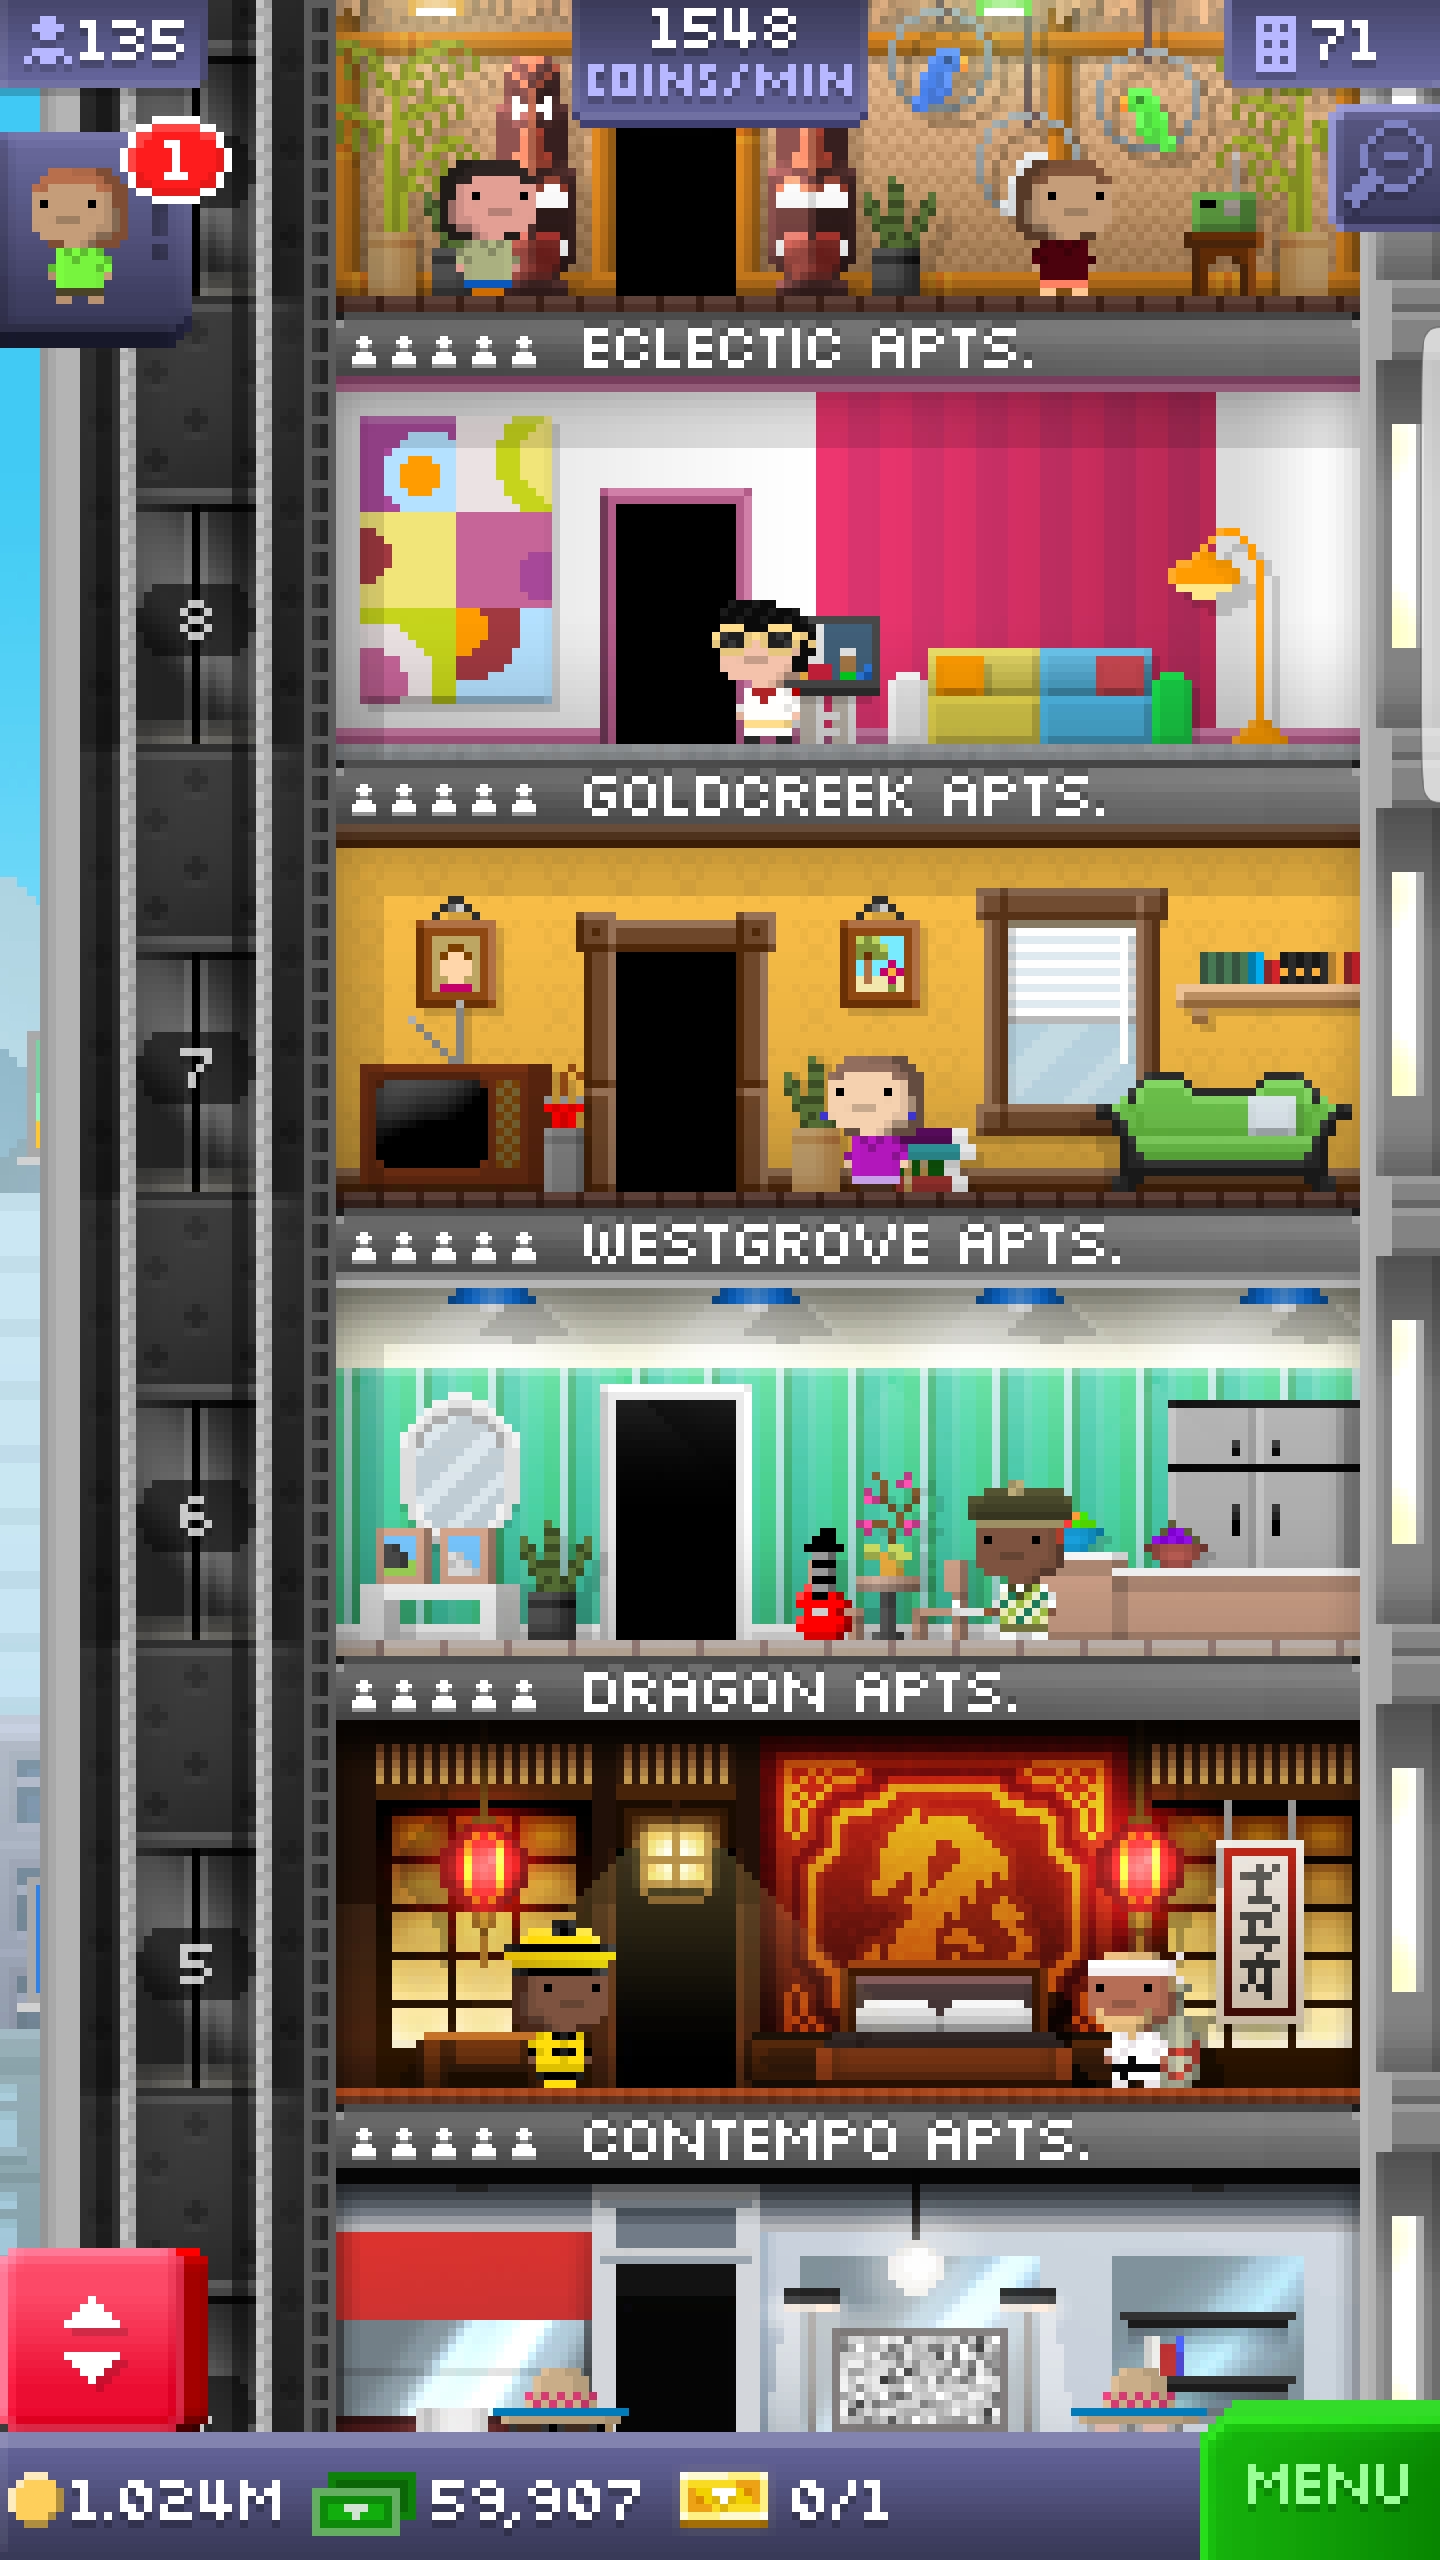 135
1548
COINS/MIN
71
1
ECLECTIC APTS.
8
GOLDCREEK APTS.
7
WESTGROVE APTS.
6
DRAGON APTS.
5
CONTEMPO APTS.
1.024M
59,907
0/1
MENU